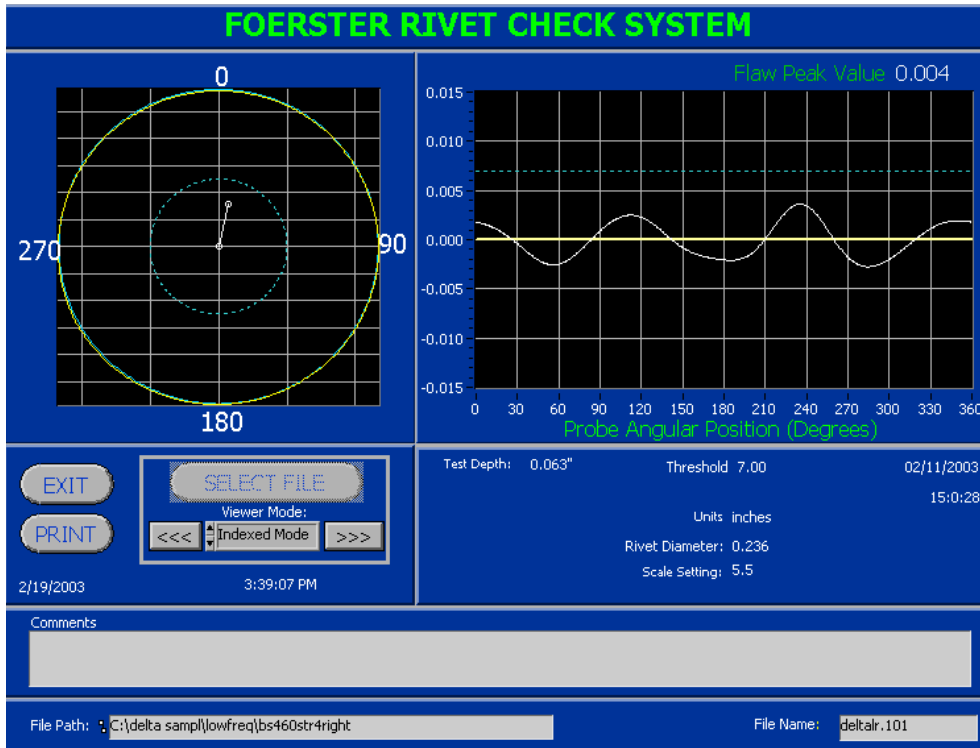 FOERSTER RIVET CHECK SYSTEM
0
270
90
180
Flaw Peak Value 0.004
0.015
0.010
0.005
0.000
-0.005
-0.010
-0.015
0 30 60 90 120 150 180 210 240 270 300 330 360
Probe Angular Position (Degrees)
EXIT
PRINT
SELECT FILE
Viewer Mode:
<<< Indexed Mode >>>
2/19/2003 3:39:07 PM
Test Depth: 0.063" Threshold 7.00 02/11/2003
15:0:28
Units inches
Rivet Diameter: 0.236
Scale Setting: 5.5
Comments
File Path: C:\delta sampl\lowfreq\bs460str4right File Name: deltalr.101